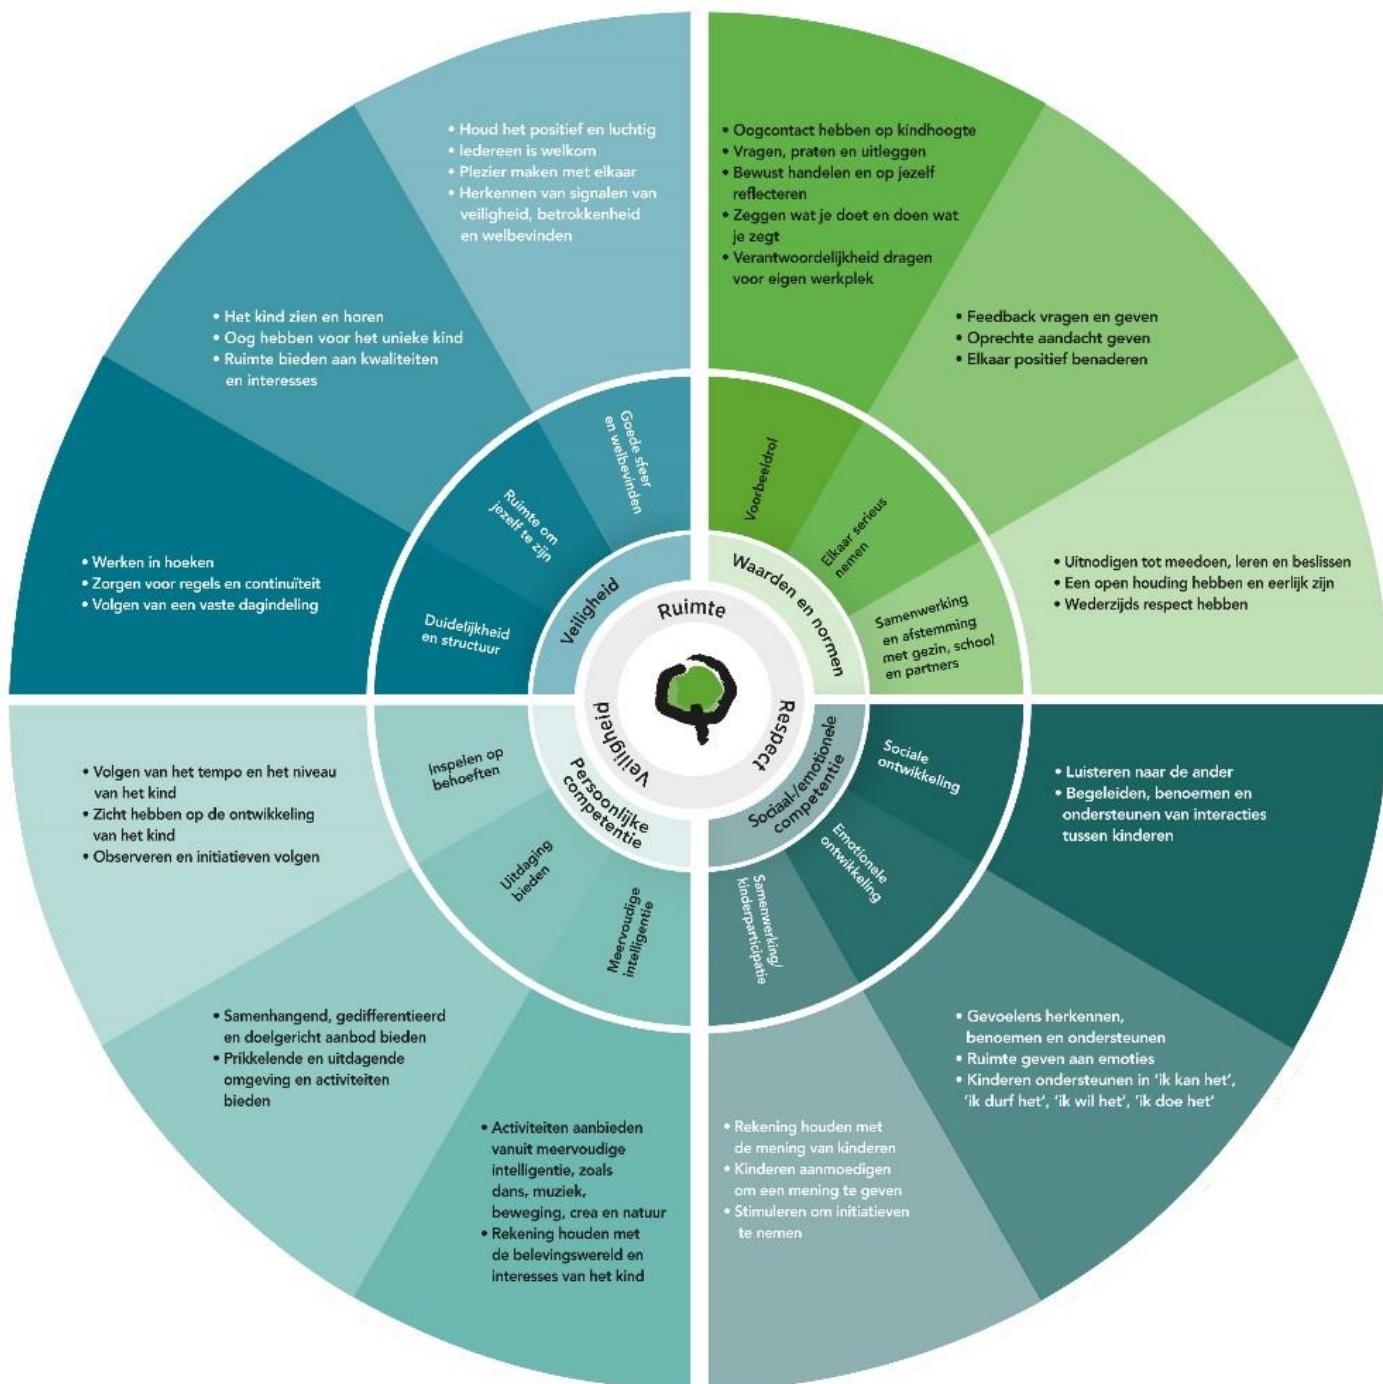 • Houd het positief en luchtig
• Iedereen is welkom
• Plezier maken met elkaar
• Herkennen van signalen van
veiligheid, betrokkenheid
en welbevinden
• Oogcontact hebben op kindhoogte
• Vragen, praten en uitleggen
• Bewust handelen en op jezelf
reflecteren
• Zeggen wat je doet en doen wat
je zegt
• Verantwoordelijkheid dragen
voor eigen werkplek
• Het kind zien en horen
• Oog hebben voor het unieke kind
• Ruimte bieden aan kwaliteiten
en interesses
• Feedback vragen en geven
• Oprechte aandacht geven
• Elkaar positief benaderen
• Werken in hoeken
• Zorgen voor regels en continuïteit
• Volgen van een vaste dagindeling
• Uitnodigen tot meedoen, leren en beslissen
• Een open houding hebben en eerlijk zijn
• Wederzijds respect hebben
Goede sfeer
en welbevinden
Ruimte om
jezelf te zijn
Duidelijkheid
en structuur
Voorbeeldrol
Elkaar serieus
nemen
Samenwerking
en afstemming
met gezin, school
en partners
Veiligheid
Waarden en normen
Ruimte
Respect
Veiligheid
Persoonlijke
competentie
Sociaal-/emotionele
competentie
Inspelen op
behoeften
Uitdaging
bieden
Meervoudige
intelligentie
Sociale
ontwikkeling
Emotionele
ontwikkeling
Samenwerking/
kinderparticipatie
• Volgen van het tempo en het niveau
van het kind
• Zicht hebben op de ontwikkeling
van het kind
• Observeren en initiatieven volgen
• Luisteren naar de ander
• Begeleiden, benoemen en
ondersteunen van interacties
tussen kinderen
• Samenhangend, gedifferentieerd
en doelgericht aanbod bieden
• Prikkelende en uitdagende
omgeving en activiteiten
bieden
• Gevoelens herkennen,
benoemen en ondersteunen
• Ruimte geven aan emoties
• Kinderen ondersteunen in ‘ik kan het’,
‘ik durf het’, ‘ik wil het’, ‘ik doe het’
• Activiteiten aanbieden
vanuit meervoudige
intelligentie, zoals
dans, muziek,
beweging, crea en natuur
• Rekening houden met
de belevingswereld en
interesses van het kind
• Rekening houden met
de mening van kinderen
• Kinderen aanmoedigen
om een mening te geven
• Stimuleren om initiatieven
te nemen